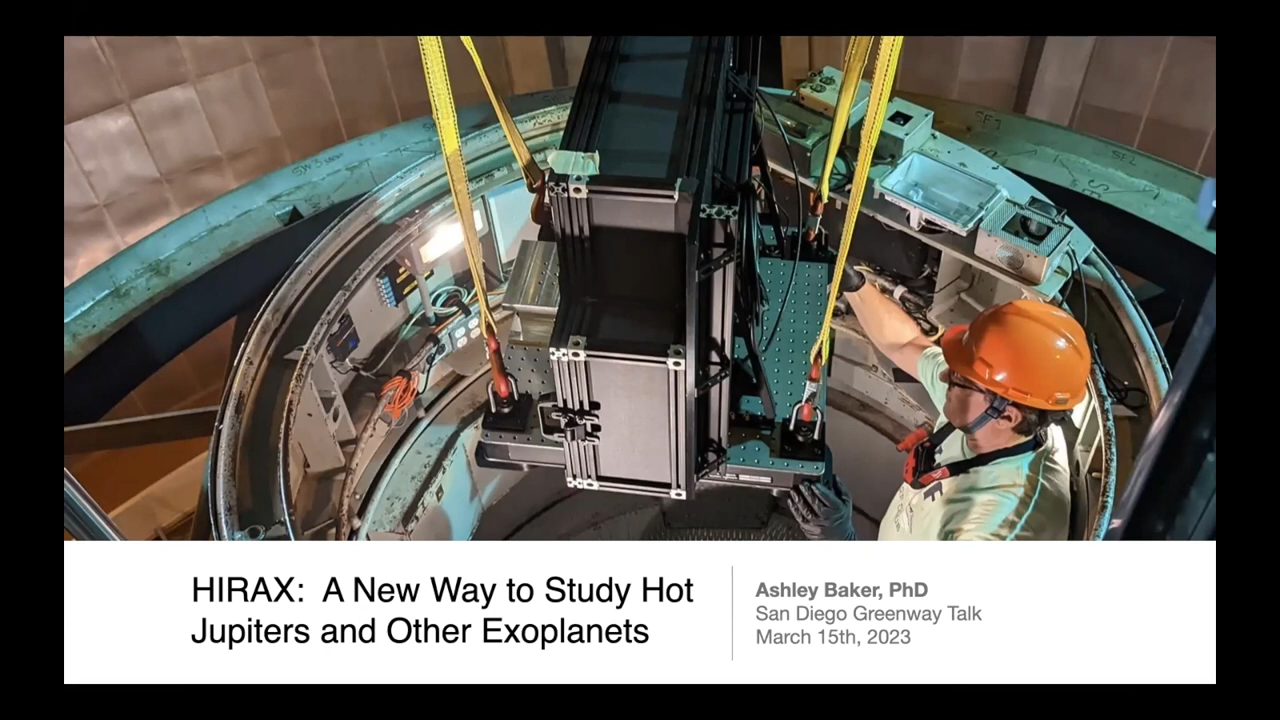 HIRAX: A New Way to Study Hot
Jupiters and Other Exoplanets
Ashley Baker, PhD
San Diego Greenway Talk
March 15th, 2023